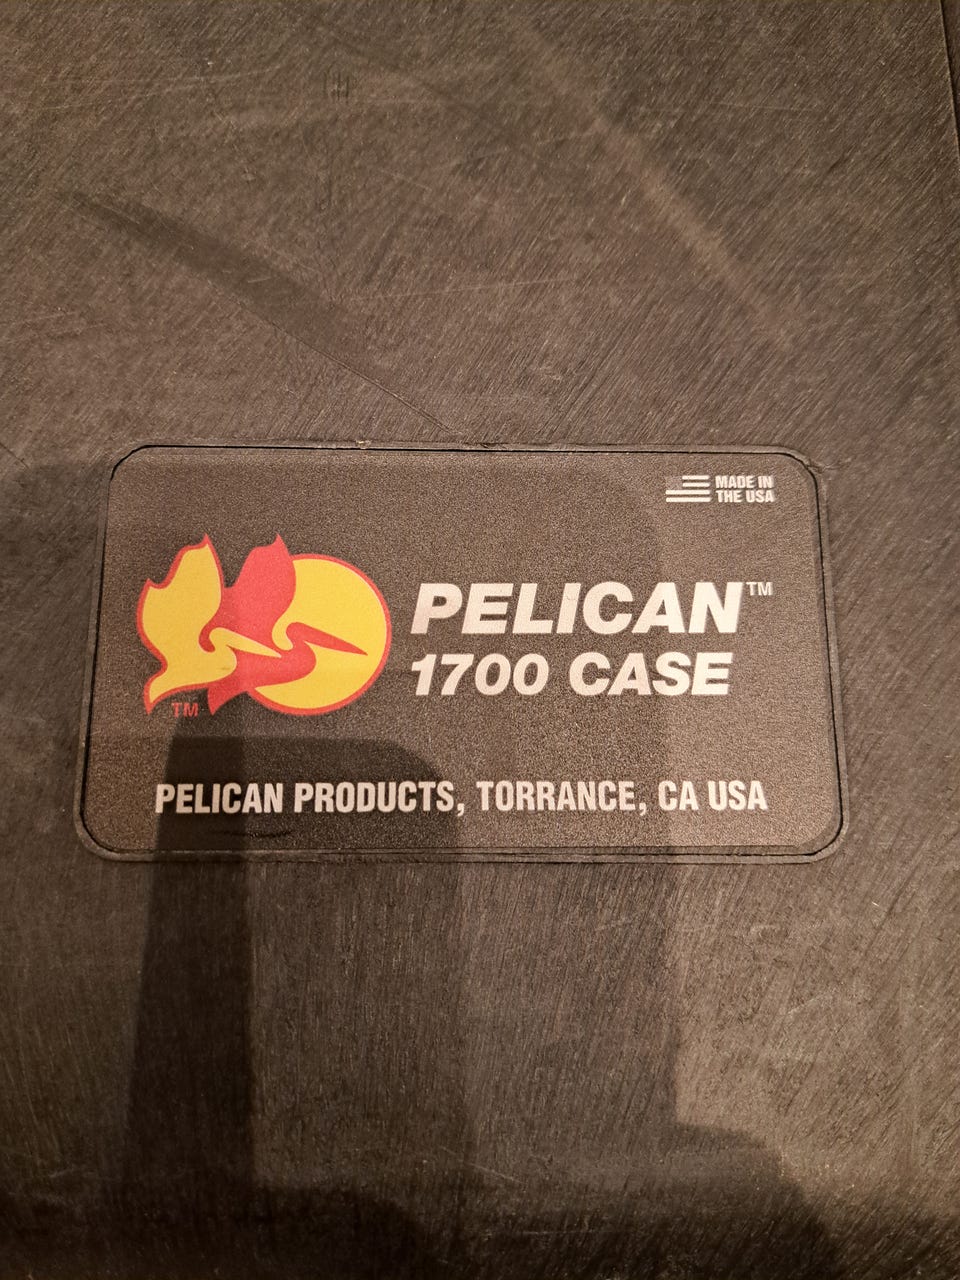 MADE IN
THE USA
PELICAN™
1700 CASE
TM
PELICAN PRODUCTS, TORRANCE, CA USA